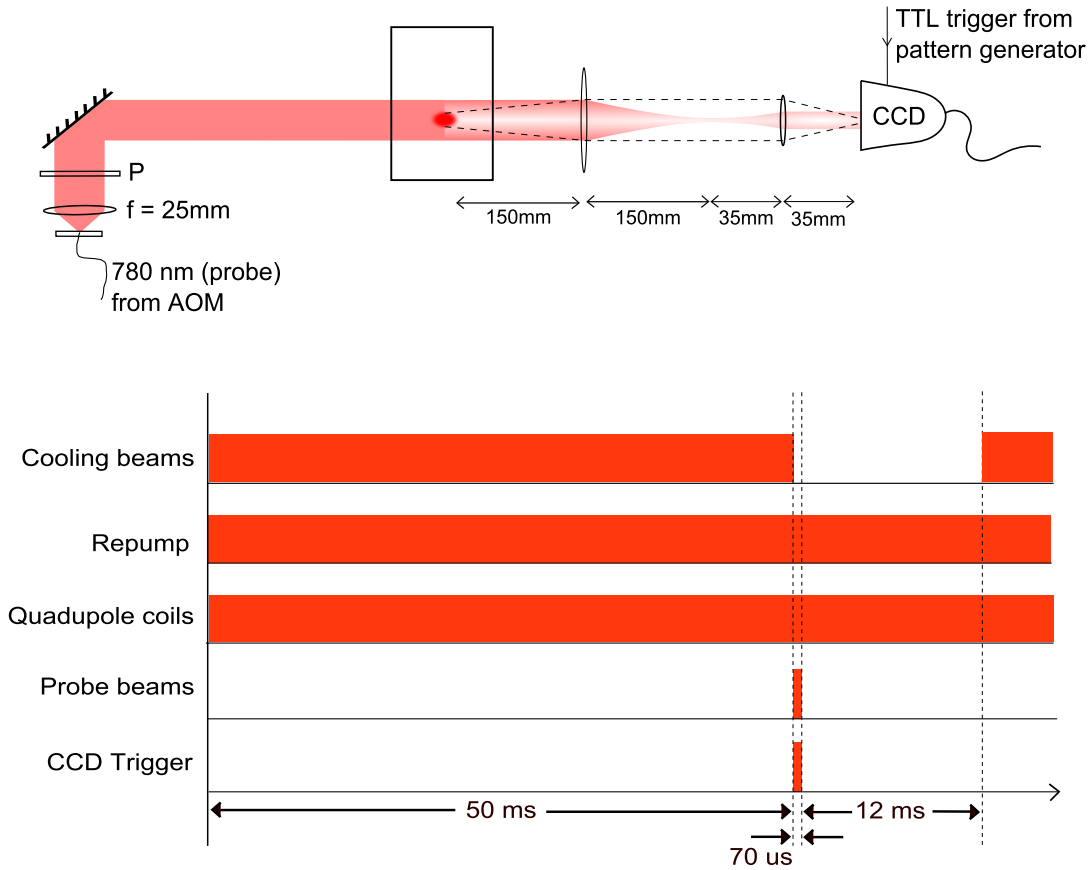 TTL trigger from
pattern generator
CCD
P
f = 25mm
780 nm (probe)
from AOM
150mm
150mm
35mm
35mm
Cooling beams
Repump
Quadupole coils
Probe beams
CCD Trigger
50 ms
12 ms
70 us